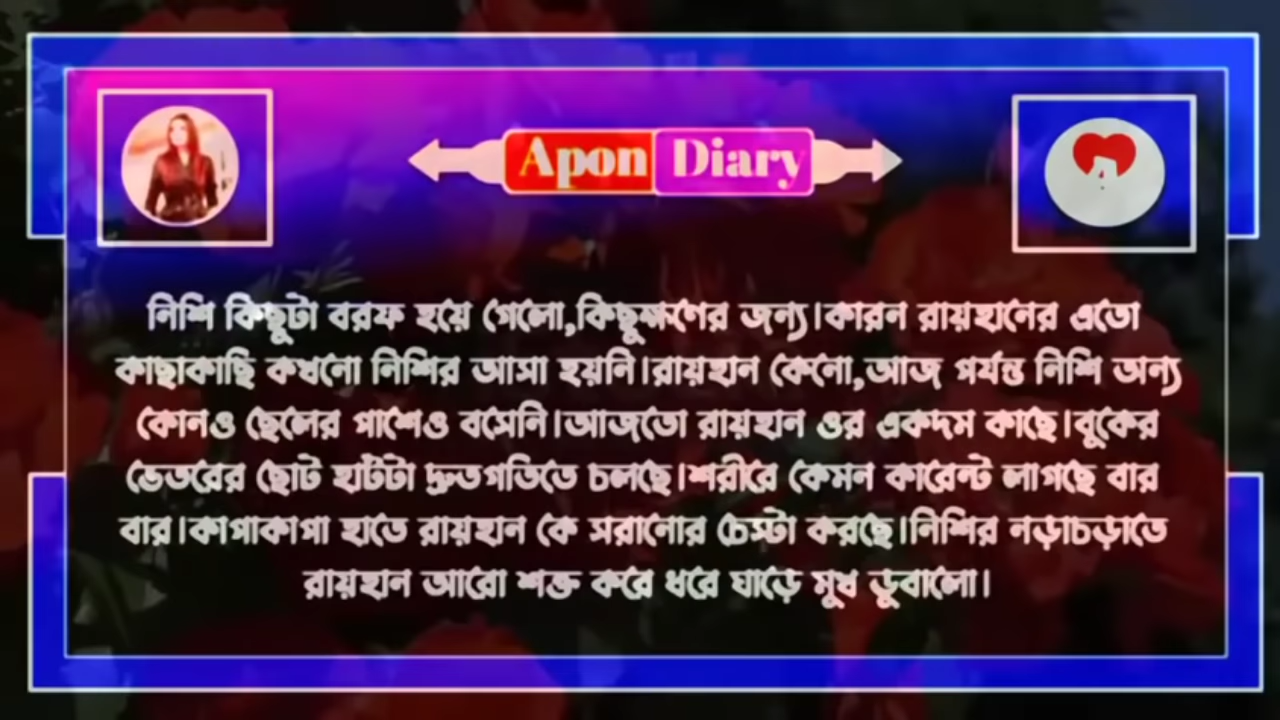 Apon Diary
নিশি কিছুটা বরফ হয়ে গেলো,কিছুক্ষণের জন্য।কারন রায়হানের এতো
কাছাকাছি কখনো নিশির আসা হয়নি।রায়হান কেনো,আজ পর্যন্ত নিশি অন্য
কোনও ছেলের পাশেও বসেনি।আজতো রায়হান ওর একদম কাছে।বুকের
ভেতরের ছোট হার্টটা দ্রুতগতিতে চলছে।শরীরে কেমন কারেন্ট লাগছে বার
বার।কাপাকাপা হাতে রায়হান কে সরানোর চেস্টা করছে।নিশির নড়াচড়াতে
রায়হান আরো শক্ত করে ধরে ঘাড়ে মুখ ডুবালো।